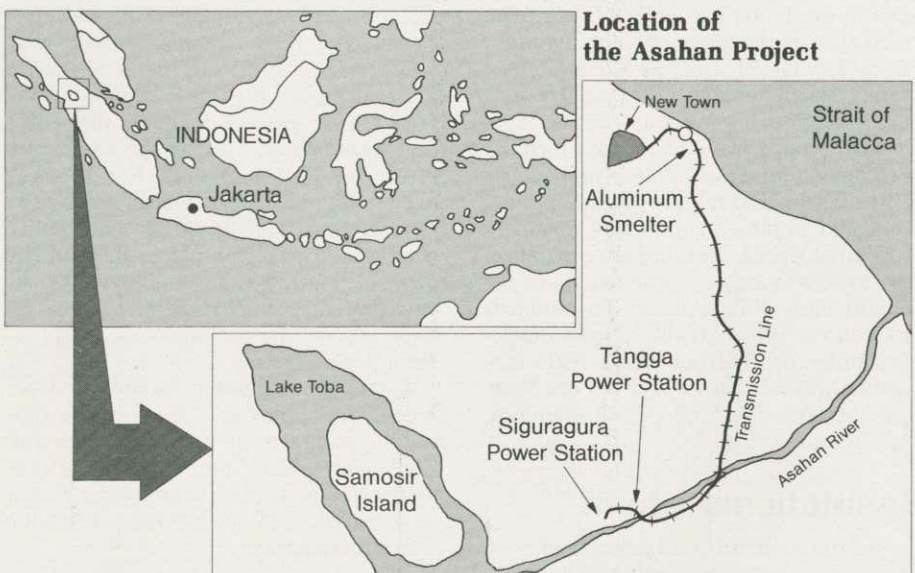 Location of
the Asahan Project
INDONESIA
Jakarta
New Town
Strait of
Malacca
Aluminum
Smelter
Transmission Line
Lake Toba
Tangga
Power Station
Siguragura
Power Station
Samosir
Island
Asahan River